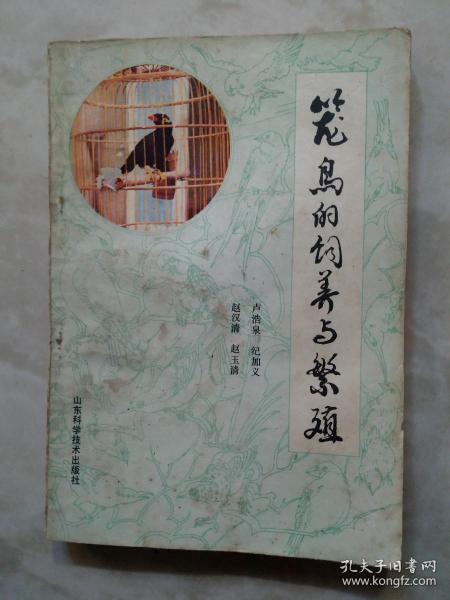 笼鸟的饲养与繁殖
卢浩泉 纪加义
赵汉清 赵玉清
山东科学技术出版社
孔夫子旧书网
www.kongfz.com